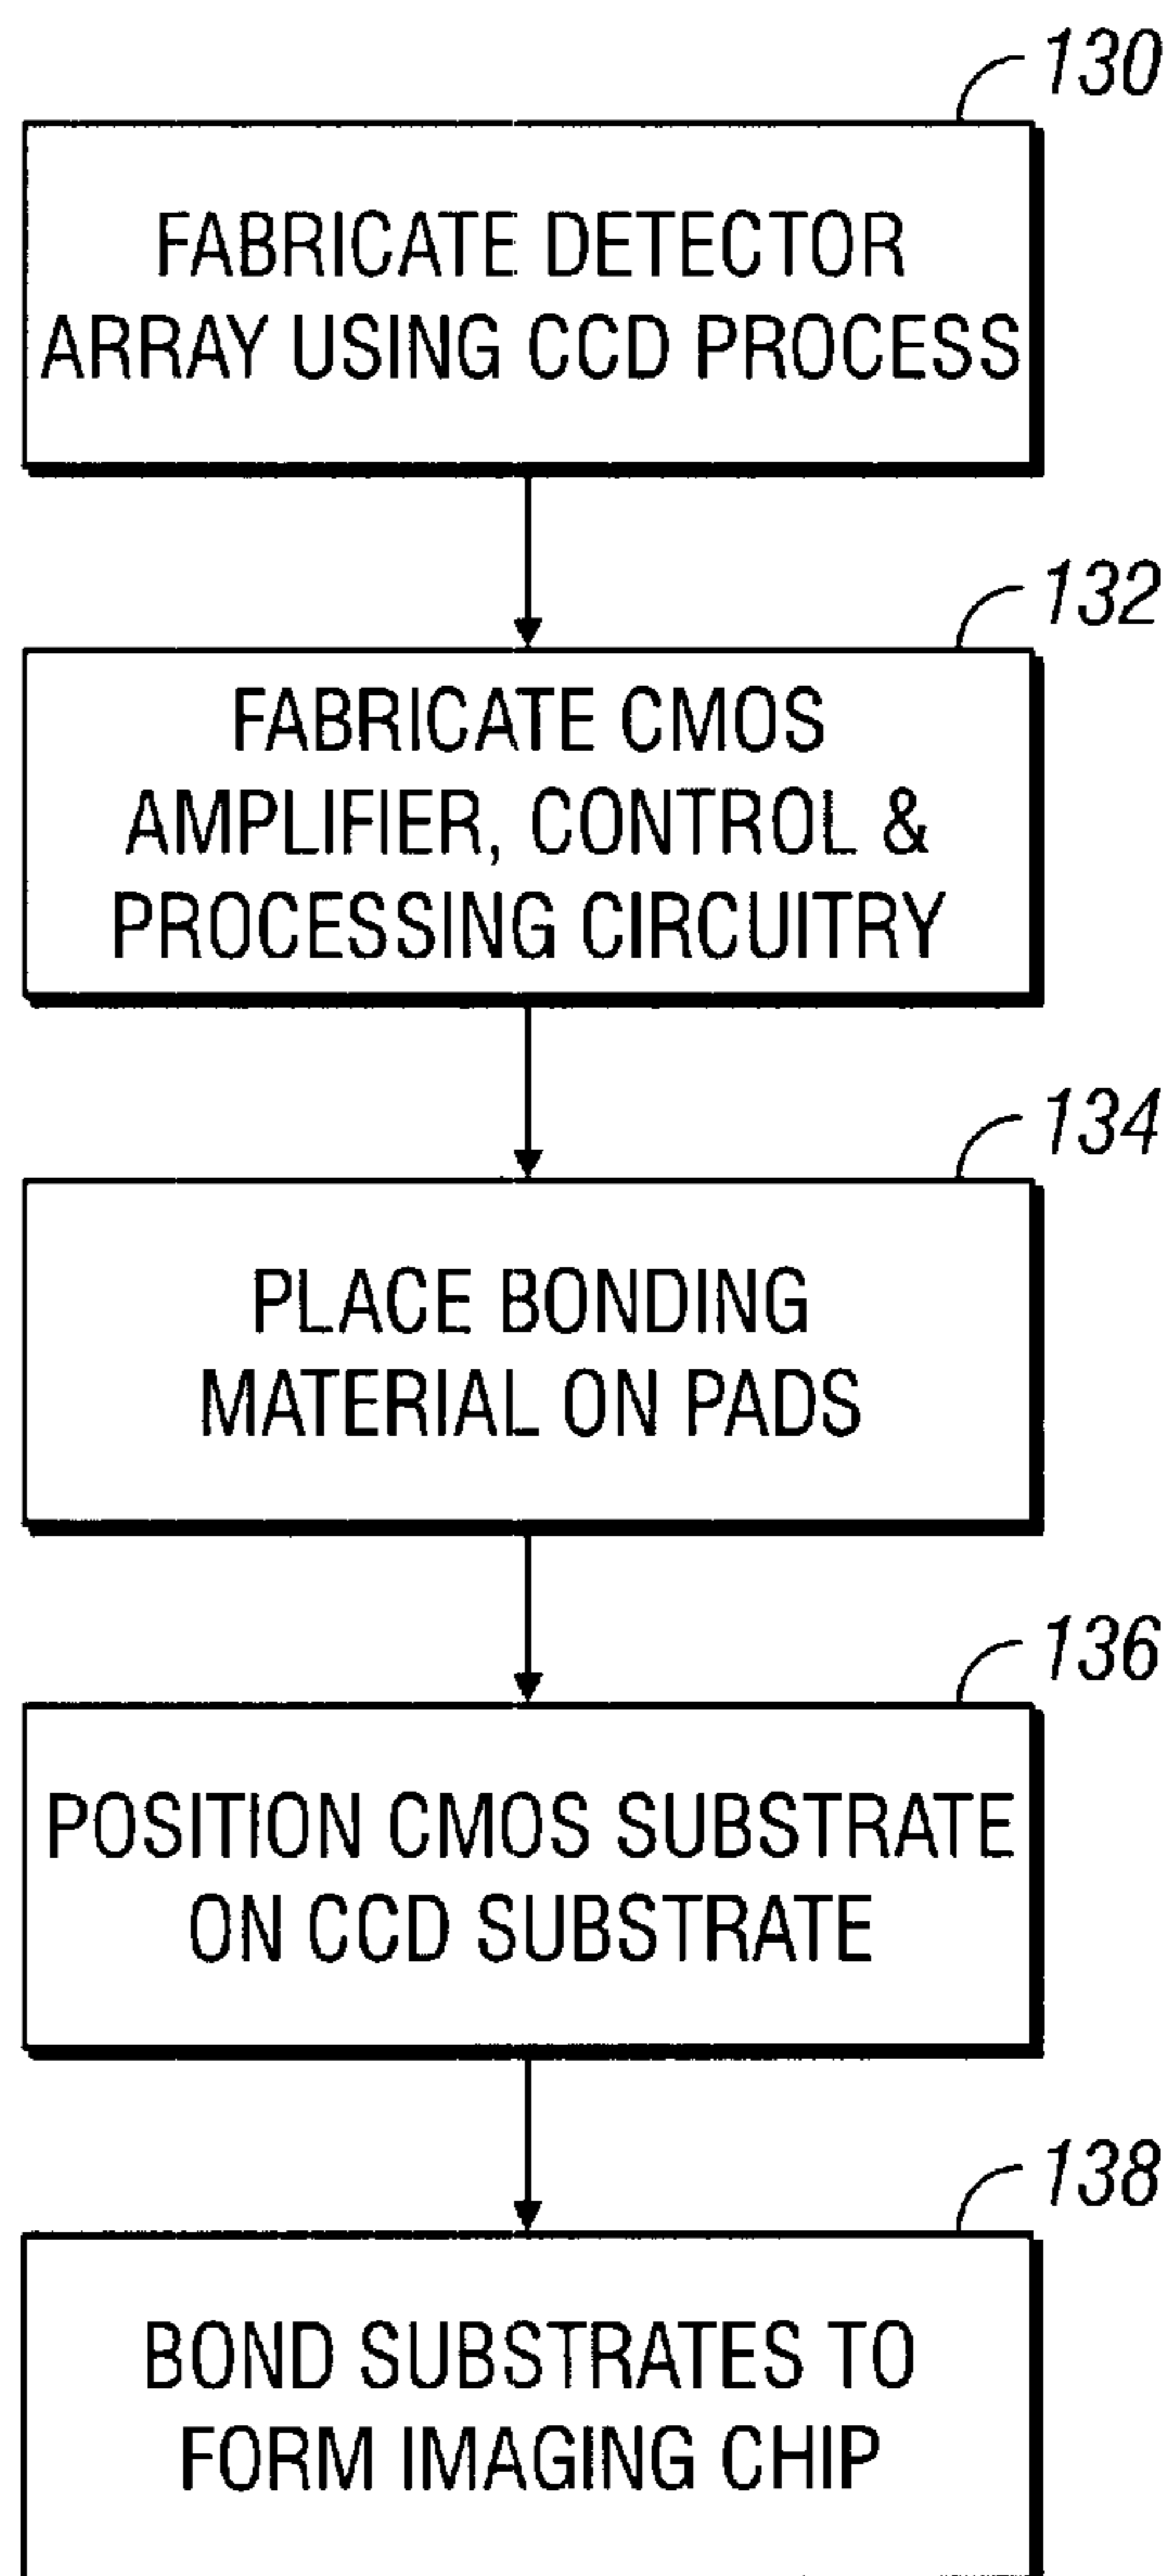 130
FABRICATE DETECTOR
ARRAY USING CCD PROCESS
132
FABRICATE CMOS
AMPLIFIER, CONTROL &
PROCESSING CIRCUITRY
134
PLACE BONDING
MATERIAL ON PADS
136
POSITION CMOS SUBSTRATE
ON CCD SUBSTRATE
138
BOND SUBSTRATES TO
FORM IMAGING CHIP